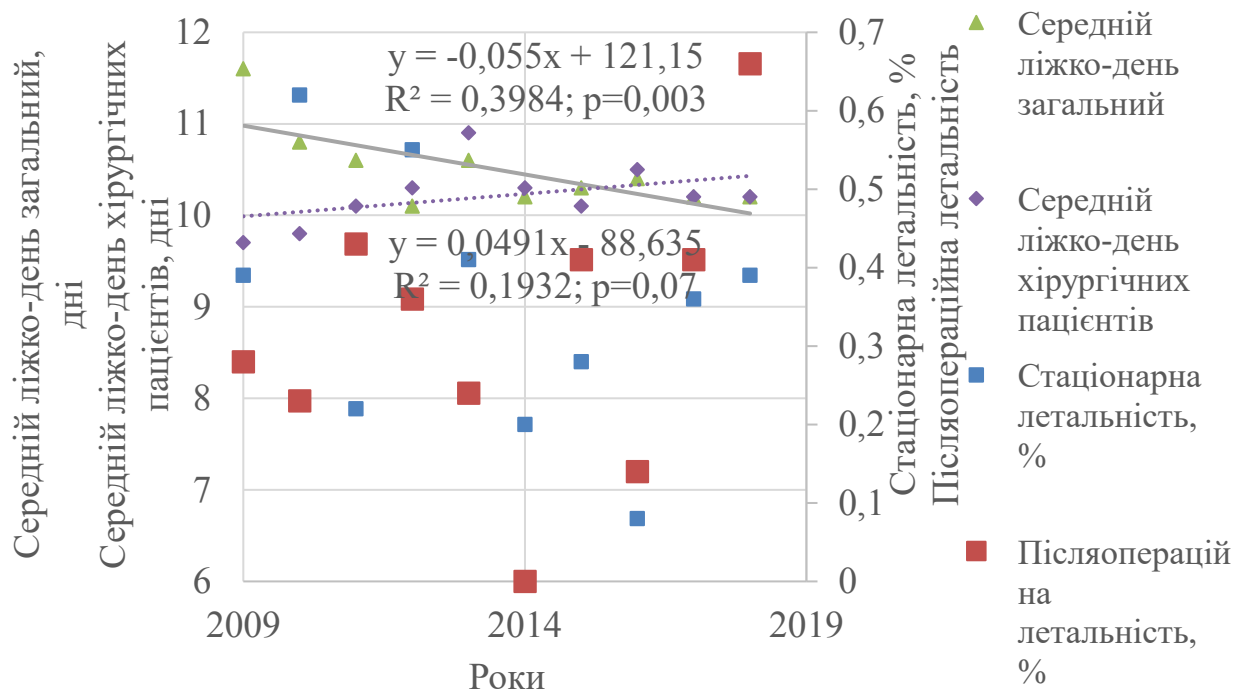 Середній ліжко-день загальний,
дні
Середній ліжко-день хірургічних
пацієнтів, дні
12
11
10
9
8
7
6
y = -0,055x + 121,15
R² = 0,3984; p=0,003
y = 0,0491x - 88,635
R² = 0,1932; p=0,07
0,7
0,6
0,5
0,4
0,3
0,2
0,1
0
Стаціонарна летальність, %
Післяопераційна летальність
2009
2014
2019
Роки
Середній
ліжко-день
загальний
Середній
ліжко-день
хірургічних
пацієнтів
Стаціонарна
летальність,
%
Післяоперацій
на
летальність,
%